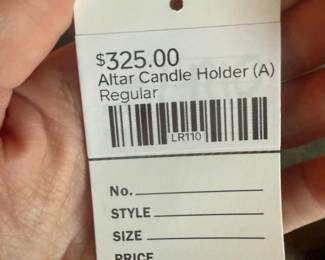 $325.00
Altar Candle Holder (A)
Regular
LR110
No.
STYLE
SIZE
PRICE